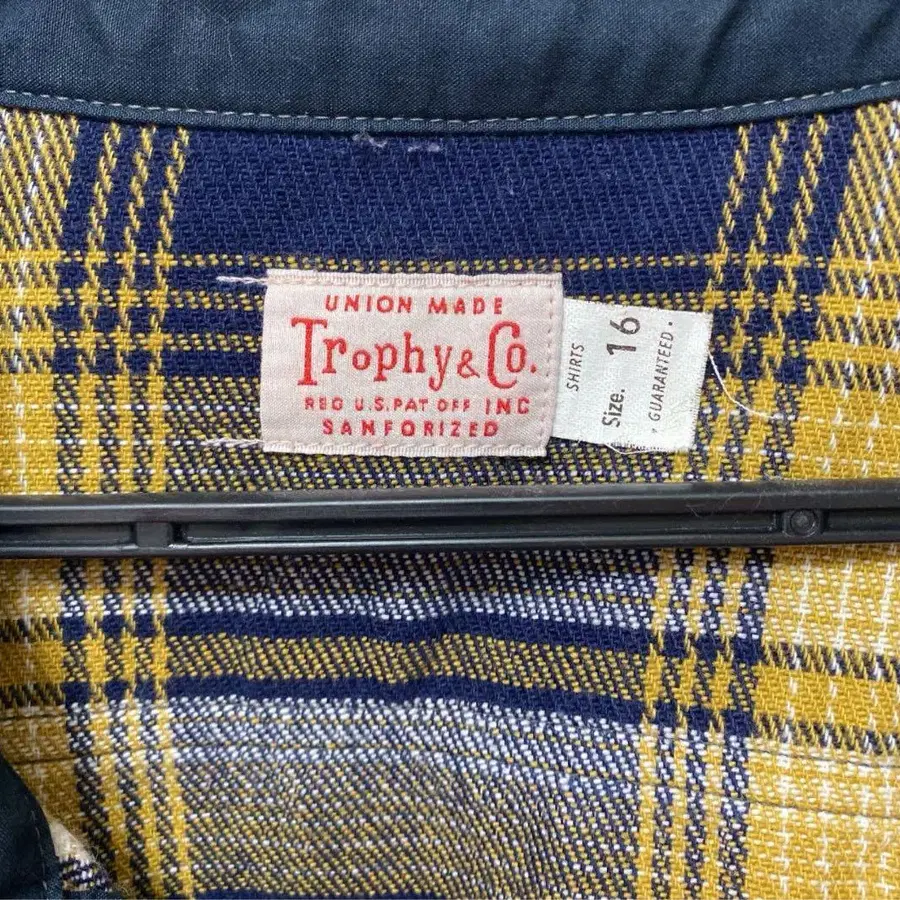 UNION MADE
Trophy & Co.
REG U.S. PAT OFF INC
SANFORIZED
SHIRTS
Size. 16
• GUARANTEED •